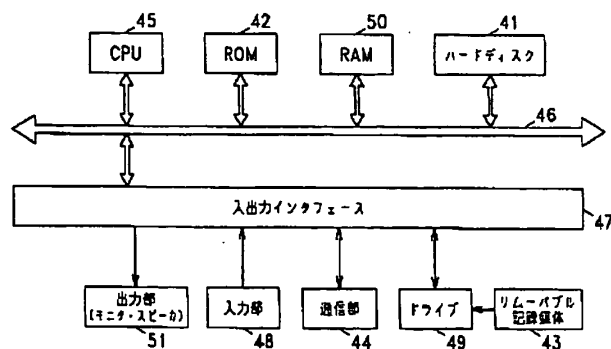 45
42
50
41
CPU
ROM
RAM
ハードディスク
46
入出力インタフェース
47
出力部
(モニタ・スピーカ)
入力部
通信部
ドライブ
リムーバブル
記録媒体
51
48
44
49
43